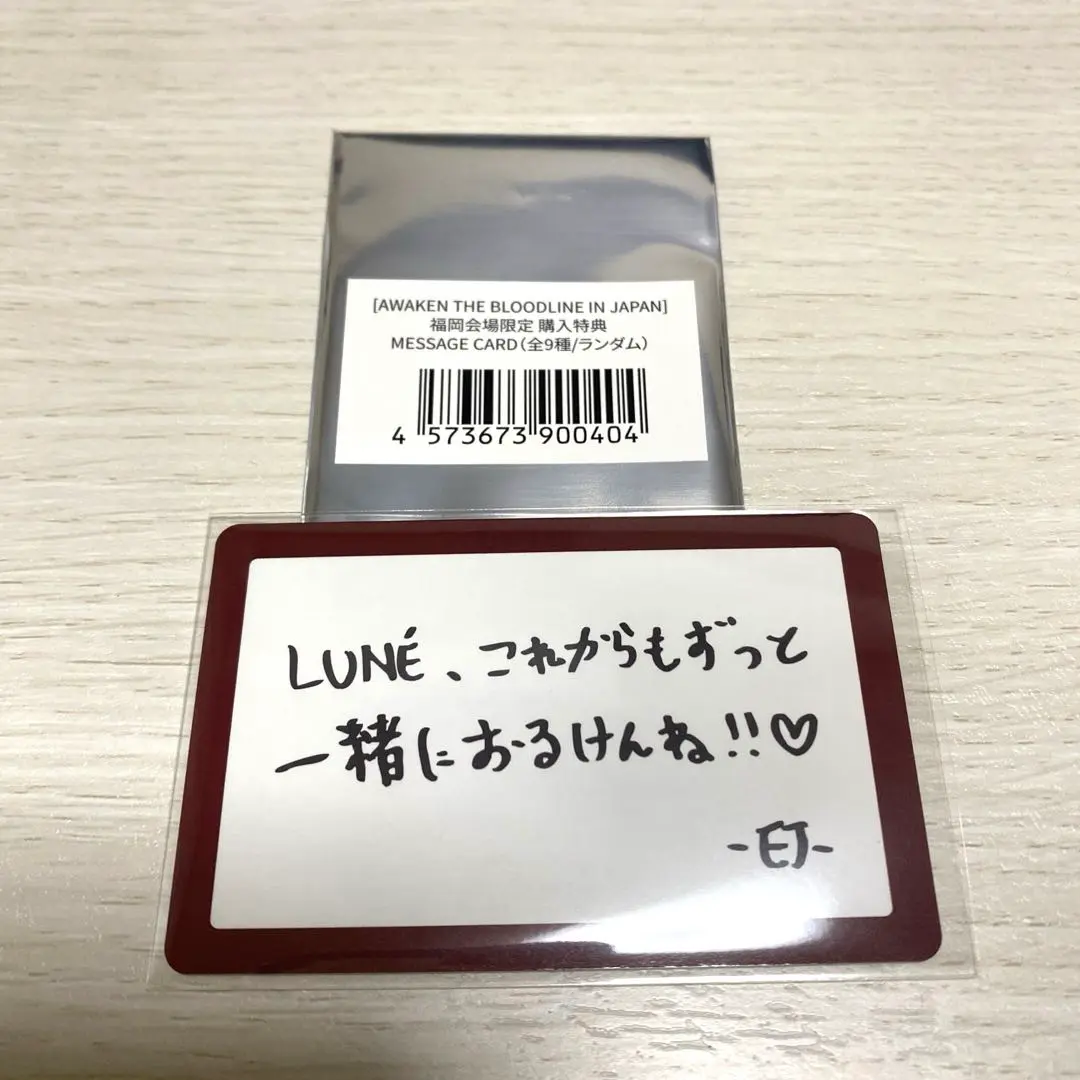 [AWAKEN THE BLOODLINE IN JAPAN]
福岡会場限定 購入特典
MESSAGE CARD(全9種/ランダム)
4 573673 900404
LUNÉ、これからもずっと
一緒におるけんね!!♡
-EJ-